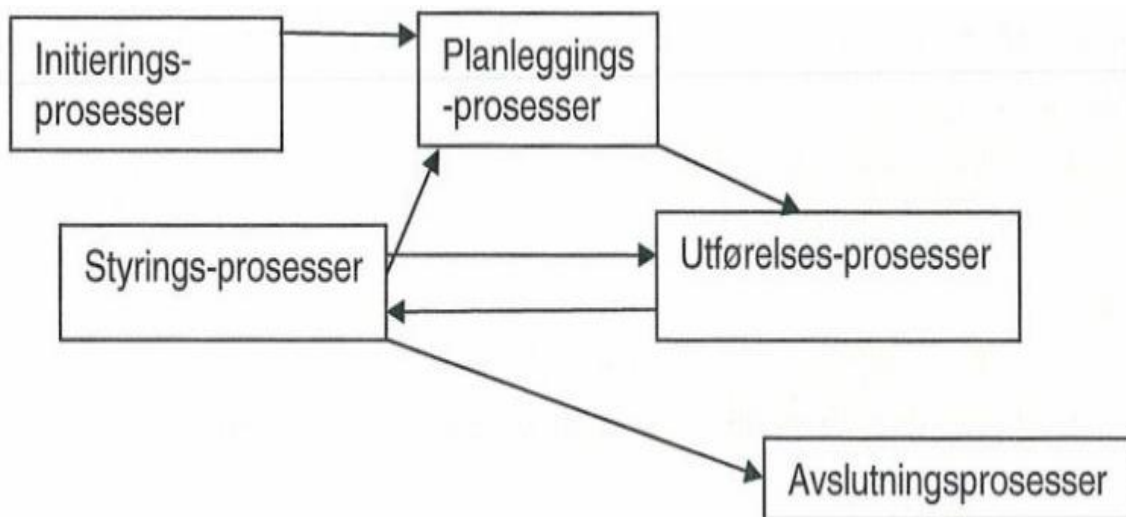 Initierings-
prosesser
Planleggings
-prosesser
Styrings-prosesser
Utførelses-prosesser
Avslutningsprosesser